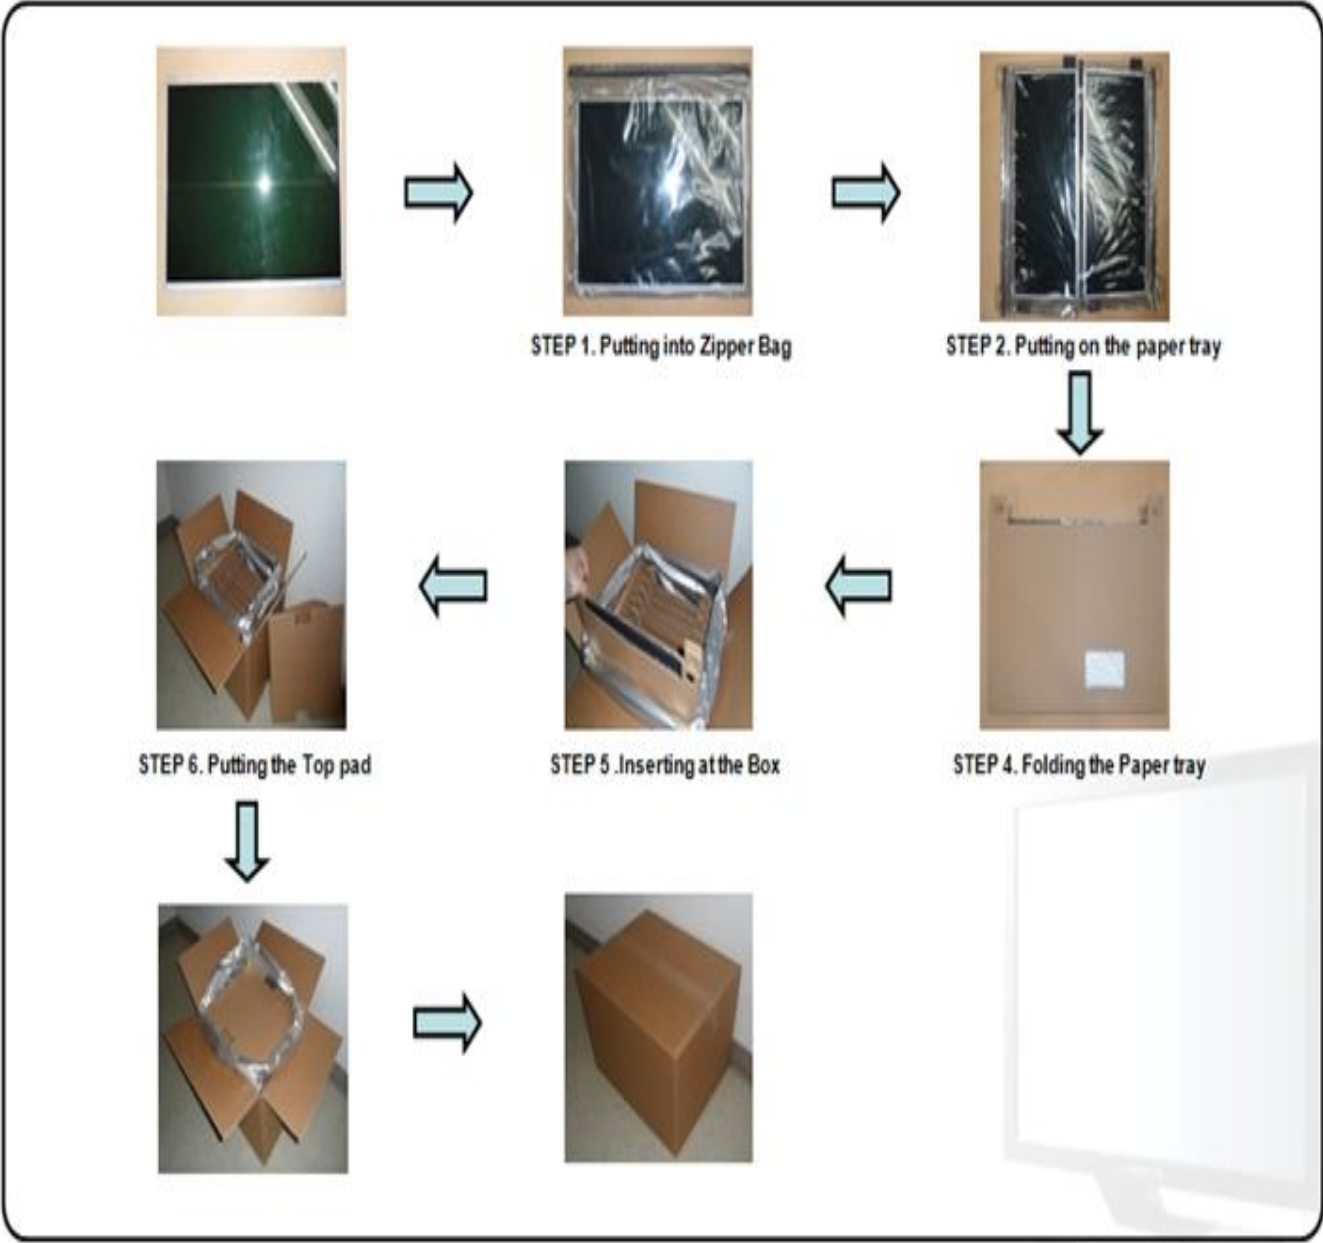 STEP 1. Putting into Zipper Bag
STEP 2. Putting on the paper tray
STEP 6. Putting the Top pad
STEP 5 .Inserting at the Box
STEP 4. Folding the Paper tray